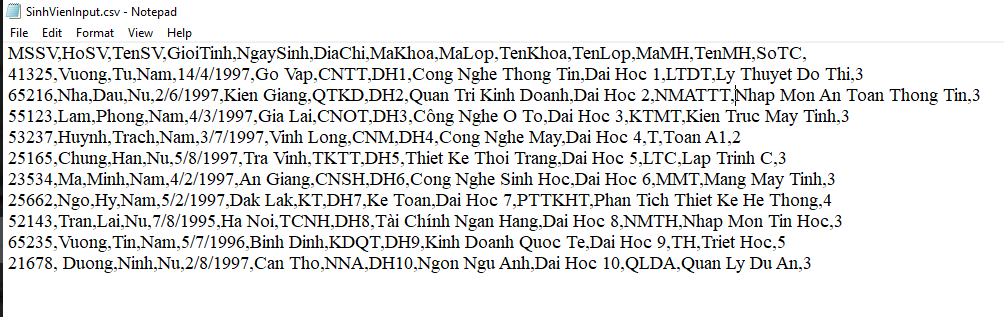 SinhVienInput.csv - Notepad
File Edit Format View Help
MSSV,HoSV,TenSV,GioiTinh,NgaySinh,DiaChi,MaKhoa,MaLop,TenKhoa,TenLop,MaMH,TenMH,SoTC,
41325,Vuong,Tu,Nam,14/4/1997,Go Vap,CNTT,DH1,Cong Nghe Thong Tin,Dai Hoc 1,LTDT,Ly Thuyet Do Thi,3
65216,Nha,Dau,Nu,2/6/1997,Kien Giang,QTKD,DH2,Quan Tri Kinh Doanh,Dai Hoc 2,NMATTT,Nhap Mon An Toan Thong Tin,3
55123,Lam,Phong,Nam,4/3/1997,Gia Lai,CNOT,DH3,Công Nghe O To,Dai Hoc 3,KTMT,Kien Truc May Tinh,3
53237,Huynh,Trach,Nam,3/7/1997,Vinh Long,CNM,DH4,Cong Nghe May,Dai Hoc 4,T,Toan A1,2
25165,Chung,Han,Nu,5/8/1997,Tra Vinh,TKTT,DH5,Thiet Ke Thoi Trang,Dai Hoc 5,LTC,Lap Trinh C,3
23534,Ma,Minh,Nam,4/2/1997,An Giang,CNSH,DH6,Cong Nghe Sinh Hoc,Dai Hoc 6,MMT,Mang May Tinh,3
25662,Ngo,Hy,Nam,5/2/1997,Dak Lak,KT,DH7,Ke Toan,Dai Hoc 7,PTTKHT,Phan Tich Thiet Ke He Thong,4
52143,Tran,Lai,Nu,7/8/1995,Ha Noi,TCNH,DH8,Tài Chính Ngan Hang,Dai Hoc 8,NMTH,Nhap Mon Tin Hoc,3
65235,Vuong,Tin,Nam,5/7/1996,Binh Dinh,KDQT,DH9,Kinh Doanh Quoc Te,Dai Hoc 9,TH,Triet Hoc,5
21678, Duong,Ninh,Nu,2/8/1997,Can Tho,NNA,DH10,Ngon Ngu Anh,Dai Hoc 10,QLDA,Quan Ly Du An,3